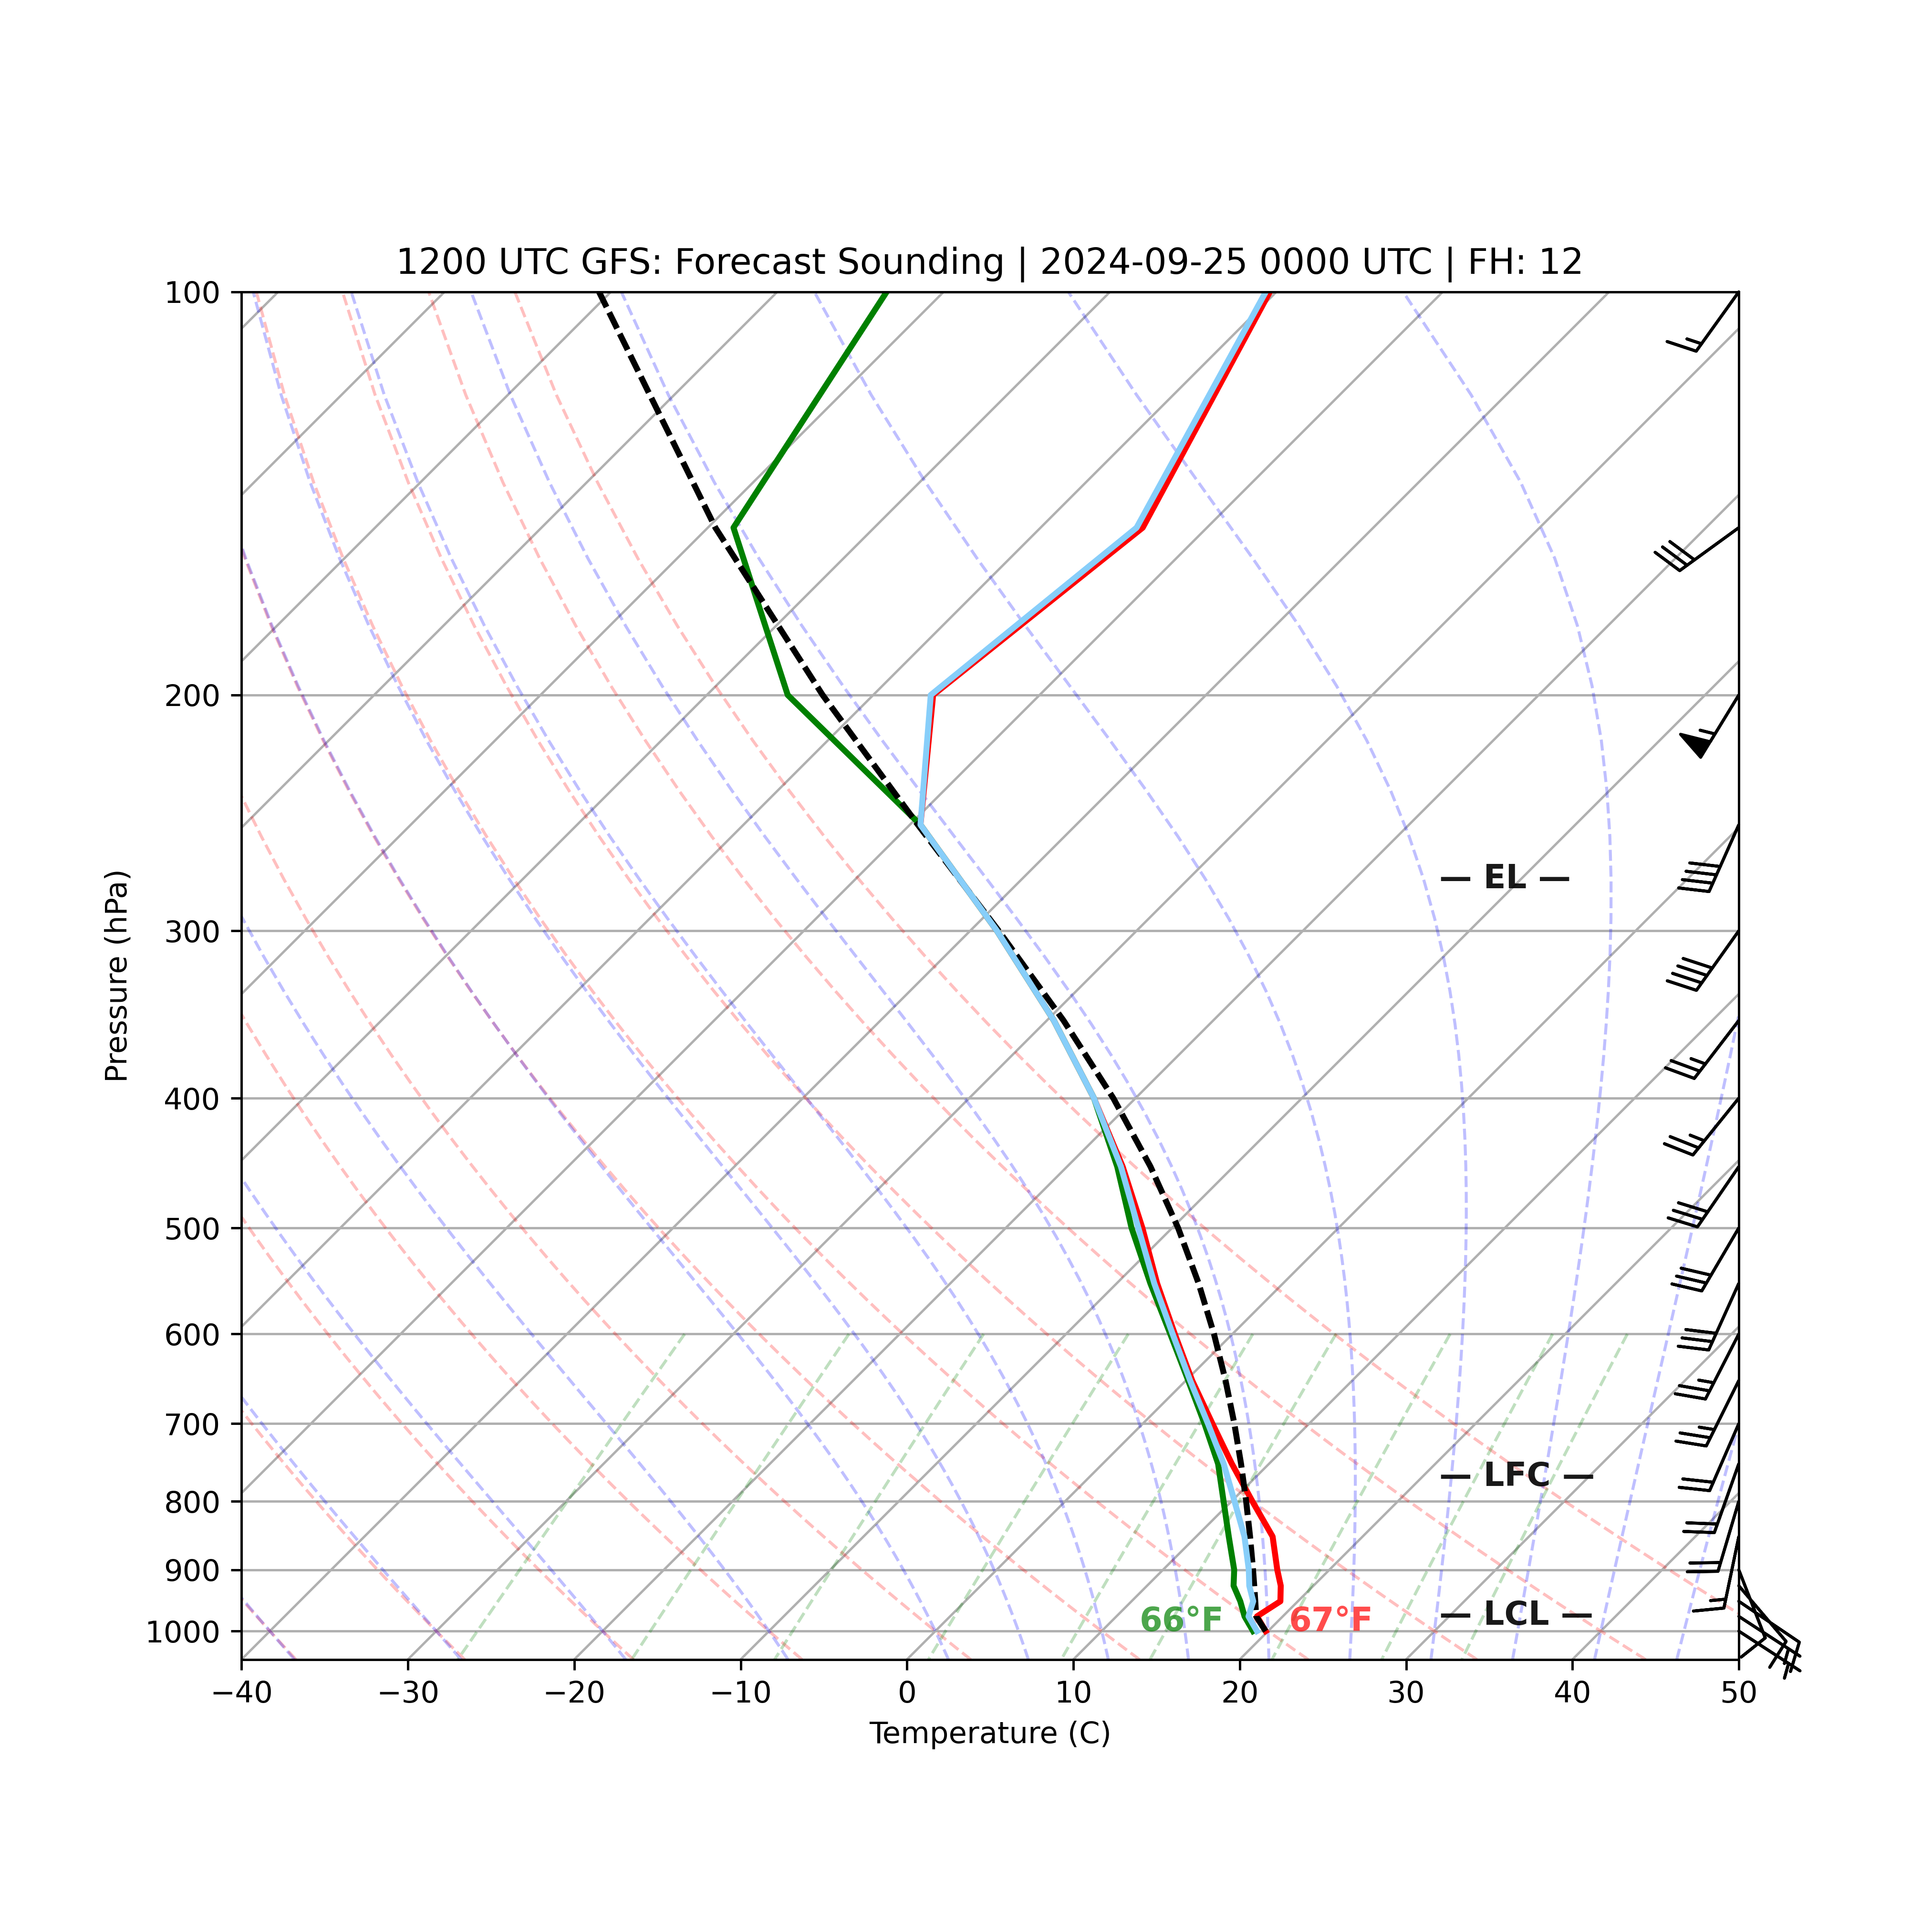 1200 UTC GFS: Forecast Sounding | 2024-09-25 0000 UTC | FH: 12
100
200
300
400
500
600
700
800
900
1000
Pressure (hPa)
— EL —
— LFC —
— LCL —
66°F
67°F
−40 −30 −20 −10 0 10 20 30 40 50
Temperature (C)